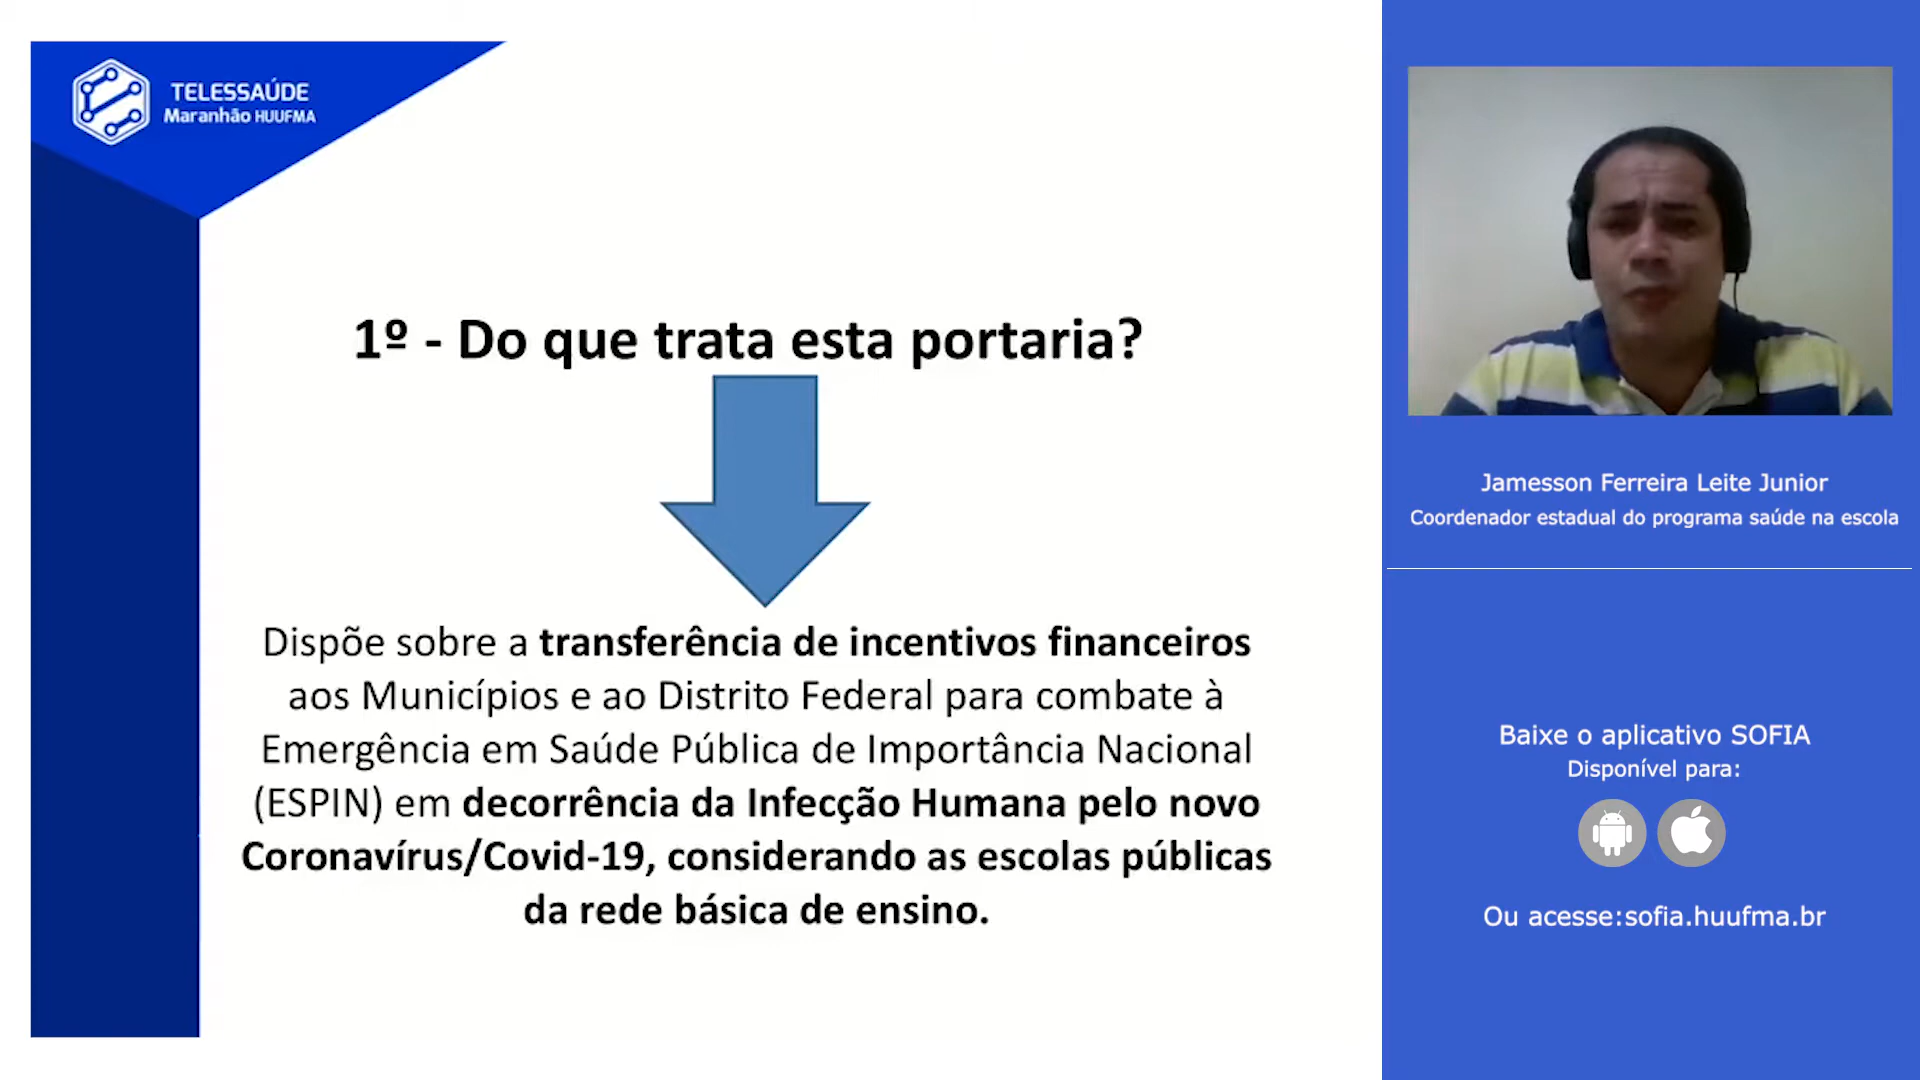 TELESSAÚDE
Maranhão HUUFMA
1º - Do que trata esta portaria?
Dispõe sobre a transferência de incentivos financeiros
aos Municípios e ao Distrito Federal para combate à
Emergência em Saúde Pública de Importância Nacional
(ESPIN) em decorrência da Infecção Humana pelo novo
Coronavírus/Covid-19, considerando as escolas públicas
da rede básica de ensino.
Jamesson Ferreira Leite Junior
Coordenador estadual do programa saúde na escola
Baixe o aplicativo SOFIA
Disponível para:
Ou acesse:sofia.huufma.br